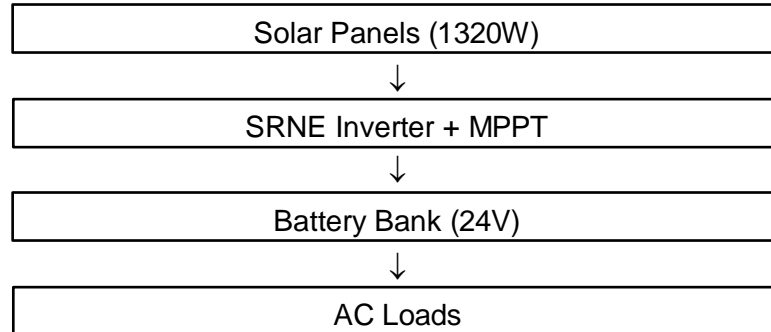 Solar Panels (1320W)
↓
SRNE Inverter + MPPT
↓
Battery Bank (24V)
↓
AC Loads